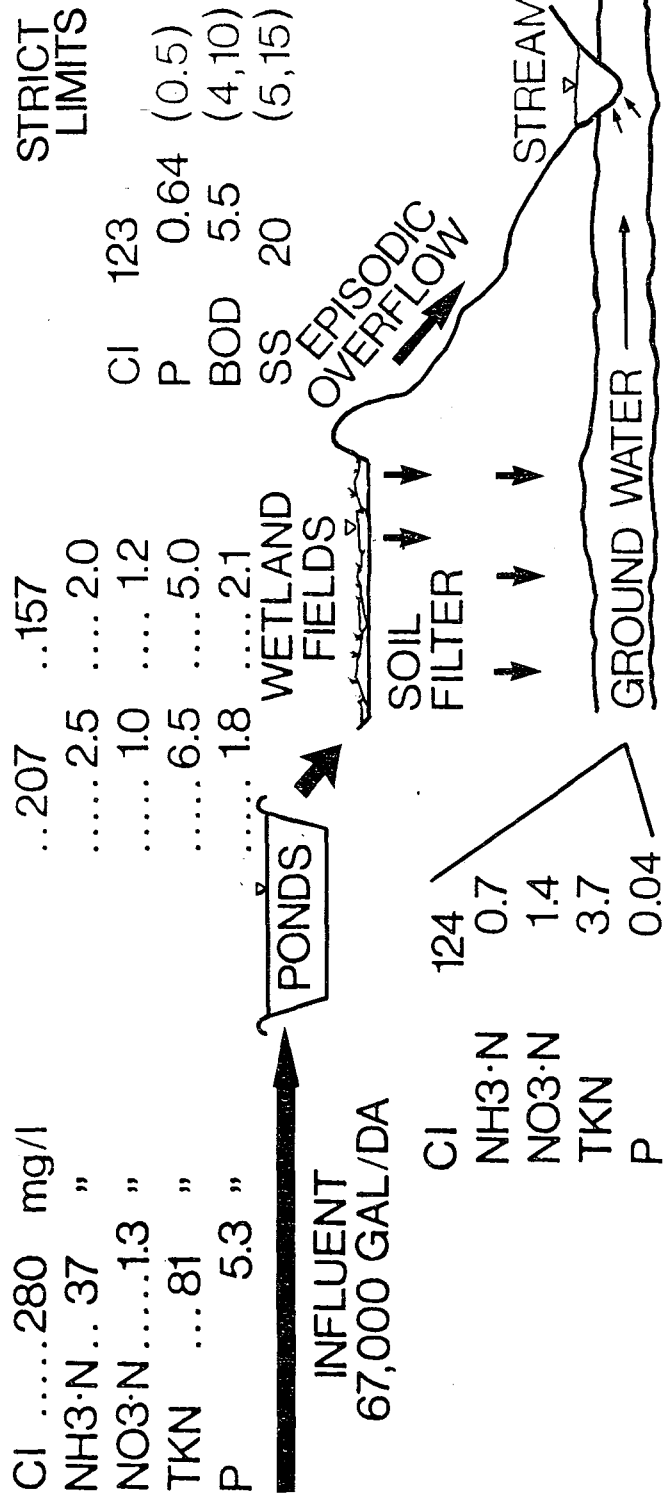 Cl .....280 mg/l ..207 ..157
NH3·N... 37 " ..... 2.5 .... 2.0
NO3·N.....1.3 " ..... 1.0 .... 1.2
TKN ...81 " ..... 6.5 .... 5.0
P 5.3 " ..... 1.8 .... 2.1
STRICT
LIMITS
Cl 123
P 0.64 (0.5)
BOD 5.5 (4,10)
SS 20 (5,15)
INFLUENT
67,000 GAL/DA
PONDS
WETLAND
FIELDS
EPISODIC
OVERFLOW
STREAM
SOIL
FILTER
GROUND WATER
Cl 124
NH3·N 0.7
NO3·N 1.4
TKN 3.7
P 0.04